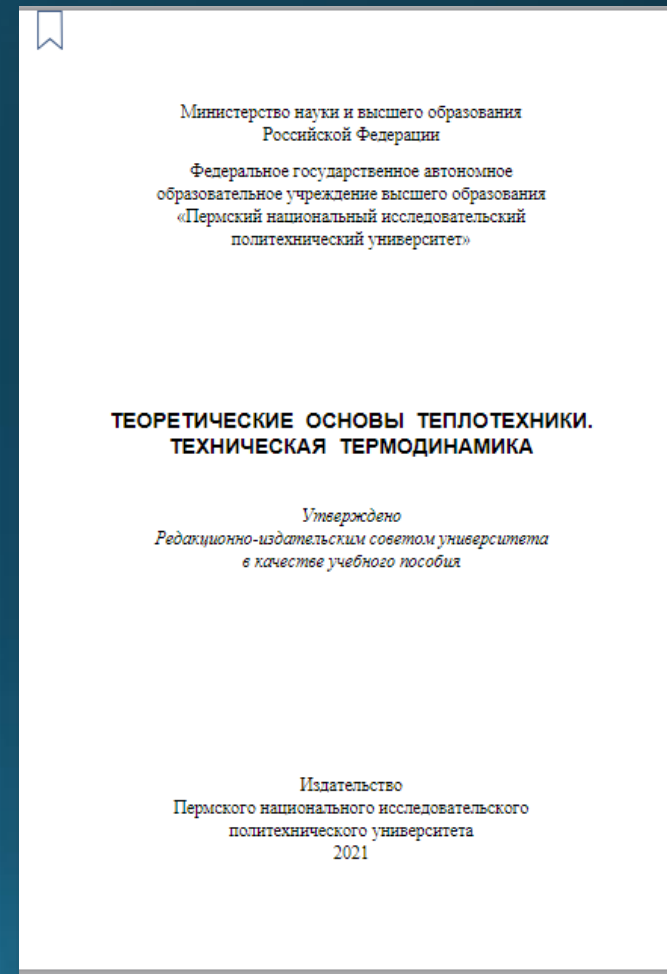 Министерство науки и высшего образования
Российской Федерации
Федеральное государственное автономное
образовательное учреждение высшего образования
«Пермский национальный исследовательский
политехнический университет»
ТЕОРЕТИЧЕСКИЕ ОСНОВЫ ТЕПЛОТЕХНИКИ.
ТЕХНИЧЕСКАЯ ТЕРМОДИНАМИКА
Утверждено
Редакционно-издательским советом университета
в качестве учебного пособия
Издательство
Пермского национального исследовательского
политехнического университета
2021